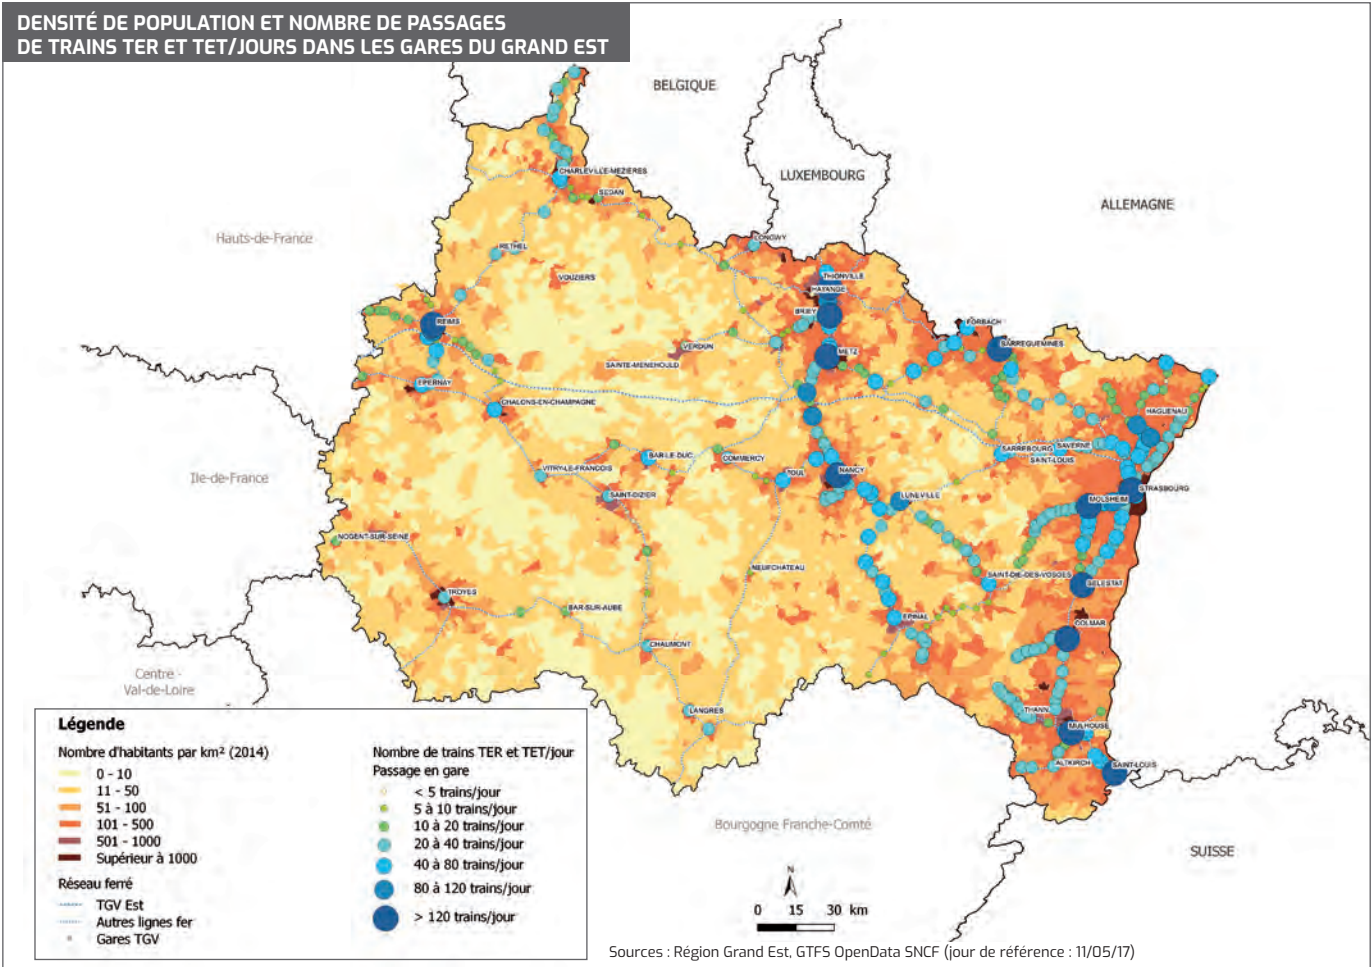 DENSITÉ DE POPULATION ET NOMBRE DE PASSAGES
DE TRAINS TER ET TET/JOURS DANS LES GARES DU GRAND EST
BELGIQUE
LUXEMBOURG
ALLEMAGNE
Hauts-de-France
CHARLEVILLE-MEZIERES
SEDAN
LONGWY
RETHEL
VOUZIERS
THIONVILLE
HAYANGE
BRIEY
REIMS
FORBACH
SARREGUEMINES
VERDUN
METZ
SAINTE-MENEHOULD
EPERNAY
CHALONS-EN-CHAMPAGNE
HAGUENAU
SARREBOURG
SAVERNE
SAINT-LOUIS
BAR-LE-DUC
COMMERCY
VITRY-LE-FRANCOIS
TOUL
NANCY
Ile-de-France
SAINT-DIZIER
LUNEVILLE
STRASBOURG
MOLSHEIM
NOGENT-SUR-SEINE
NEUFCHATEAU
SAINT-DIE-DES-VOSGES
SELESTAT
TROYES
BAR-SUR-AUBE
EPINAL
COLMAR
CHAUMONT
Centre -
Val-de-Loire
LANGRES
THANN
MULHOUSE
ALTKIRCH
SAINT-LOUIS
Bourgogne Franche-Comté
SUISSE
Légende
Nombre d'habitants par km² (2014)
0 - 10
11 - 50
51 - 100
101 - 500
501 - 1000
Supérieur à 1000
Réseau ferré
TGV Est
Autres lignes fer
Gares TGV
Nombre de trains TER et TET/jour
Passage en gare
< 5 trains/jour
5 à 10 trains/jour
10 à 20 trains/jour
20 à 40 trains/jour
40 à 80 trains/jour
80 à 120 trains/jour
> 120 trains/jour
N
0 15 30 km
Sources : Région Grand Est, GTFS OpenData SNCF (jour de référence : 11/05/17)